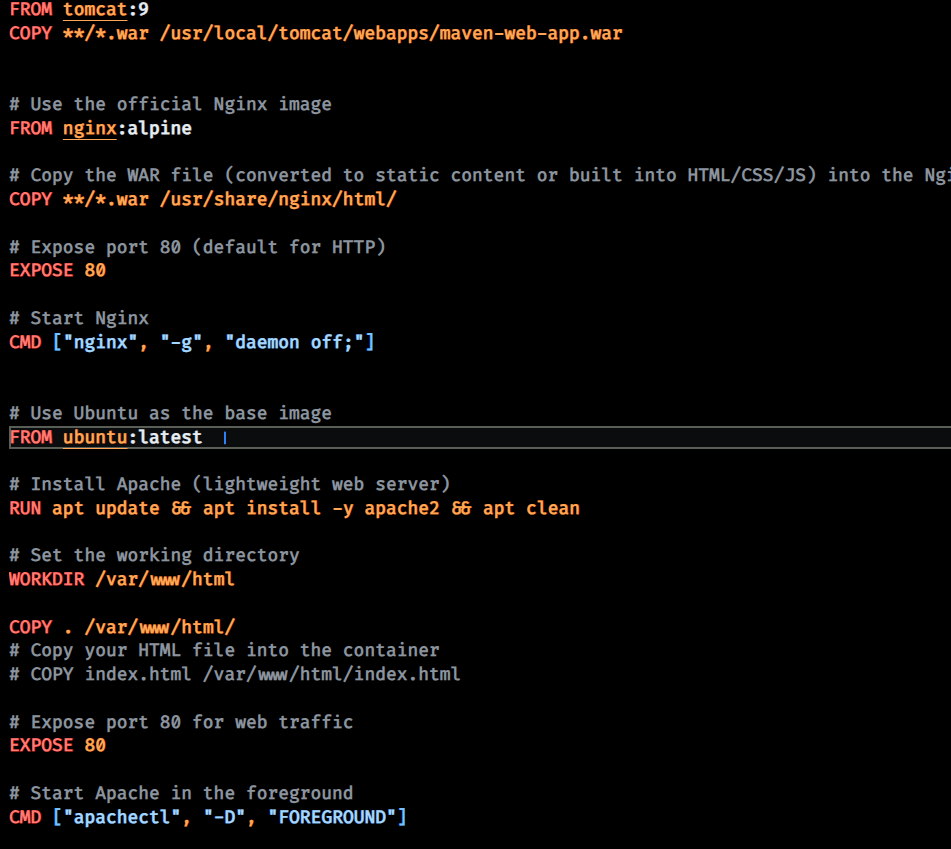 FROM tomcat:9
COPY **/*.war /usr/local/tomcat/webapps/maven-web-app.war
# Use the official Nginx image
FROM nginx:alpine
# Copy the WAR file (converted to static content or built into HTML/CSS/JS) into the
COPY **/*.war /usr/share/nginx/html/
# Expose port 80 (default for HTTP)
EXPOSE 80
# Start Nginx
CMD ["nginx", "-g", "daemon off;"]
# Use Ubuntu as the base image
FROM ubuntu:latest
# Install Apache (lightweight web server)
RUN apt update && apt install -y apache2 && apt clean
# Set the working directory
WORKDIR /var/www/html
COPY . /var/www/html/
# Copy your HTML file into the container
# COPY index.html /var/www/html/index.html
# Expose port 80 for web traffic
EXPOSE 80
# Start Apache in the foreground
CMD ["apachectl", "-D", "FOREGROUND"]